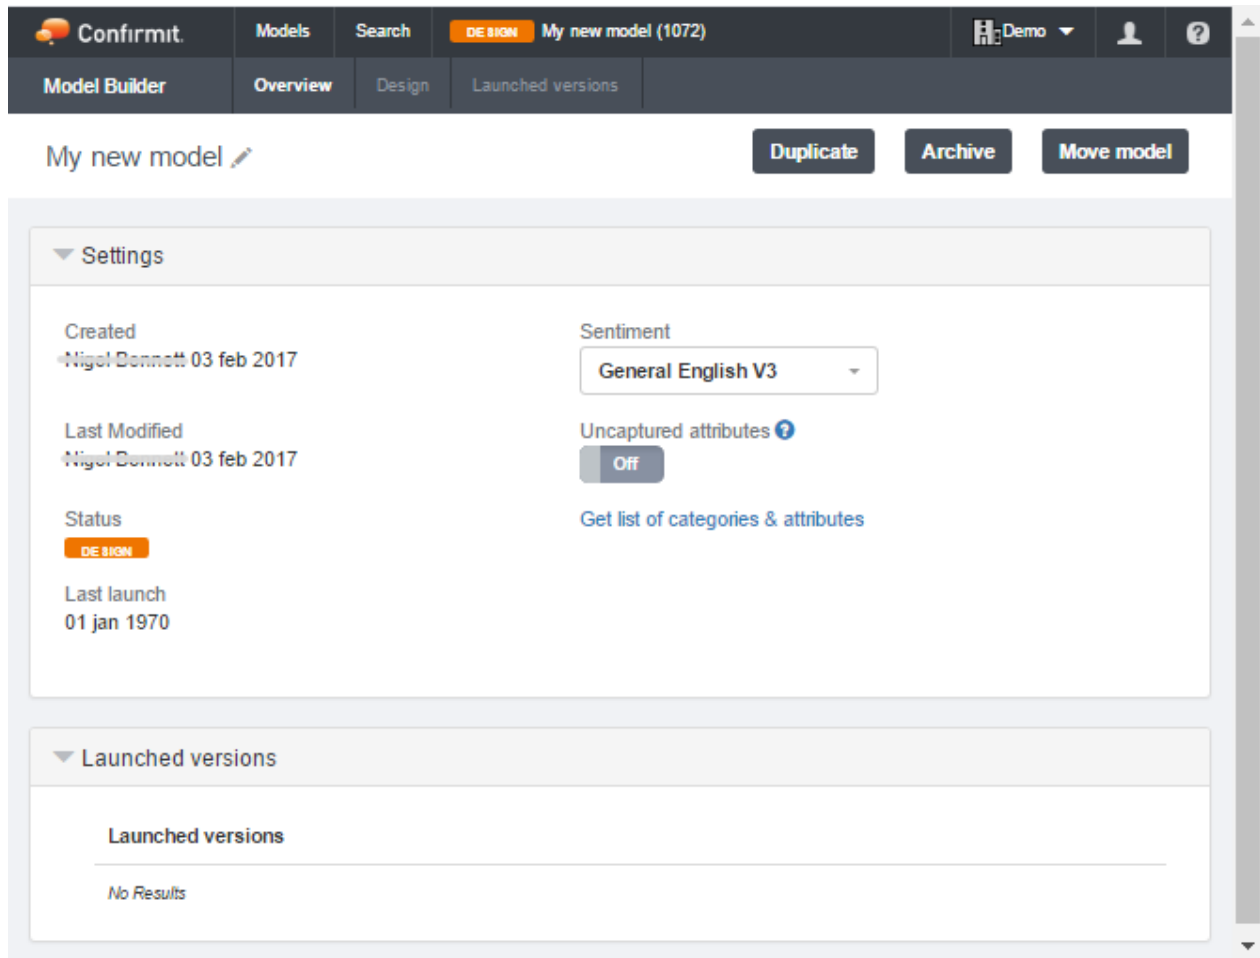 Confirmit.
Models
Search
DESIGN My new model (1072)
Demo
Model Builder
Overview
Design
Launched versions
My new model
Duplicate
Archive
Move model
Settings
Created
03 feb 2017
Sentiment
General English V3
Last Modified
03 feb 2017
Uncaptured attributes
Off
Status
DESIGN
Get list of categories & attributes
Last launch
01 jan 1970
Launched versions
Launched versions
No Results